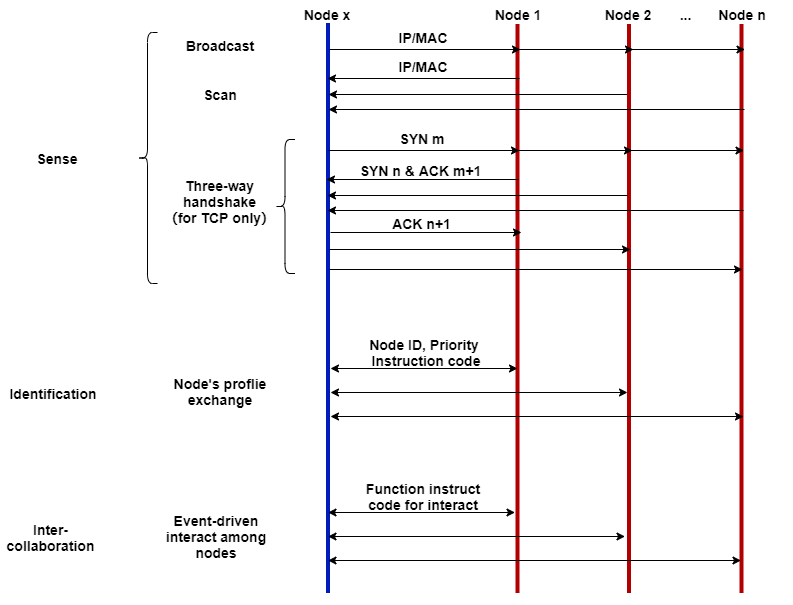 Node x
Node 1
Node 2
...
Node n
Broadcast
IP/MAC
IP/MAC
Scan
SYN m
Sense
SYN n & ACK m+1
Three-way
handshake
(for TCP only)
ACK n+1
Node ID, Priority
Instruction code
Identification
Node's proflie
exchange
Function instruct
code for interact
Inter-
collaboration
Event-driven
interact among
nodes